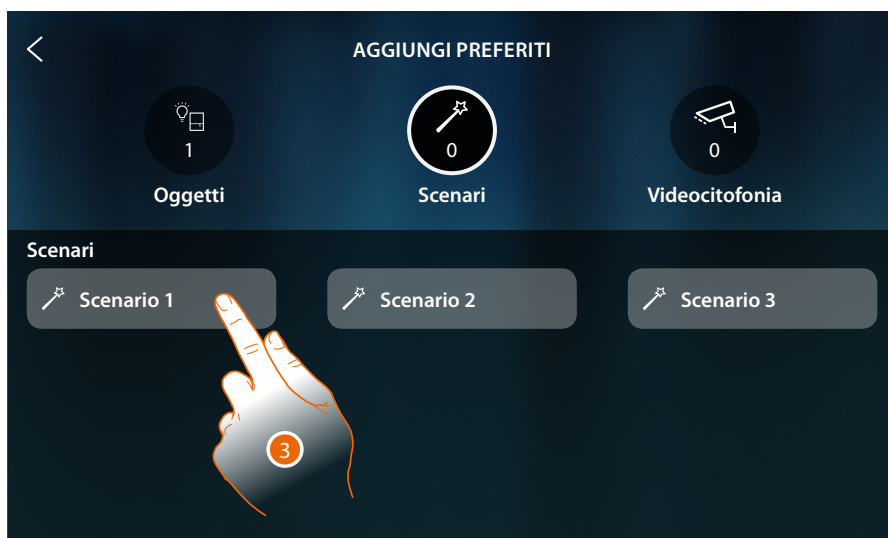 AGGIUNGI PREFERITI
1
0
0
Oggetti
Scenari
Videocitofonia
Scenari
Scenario 1
Scenario 2
Scenario 3
3